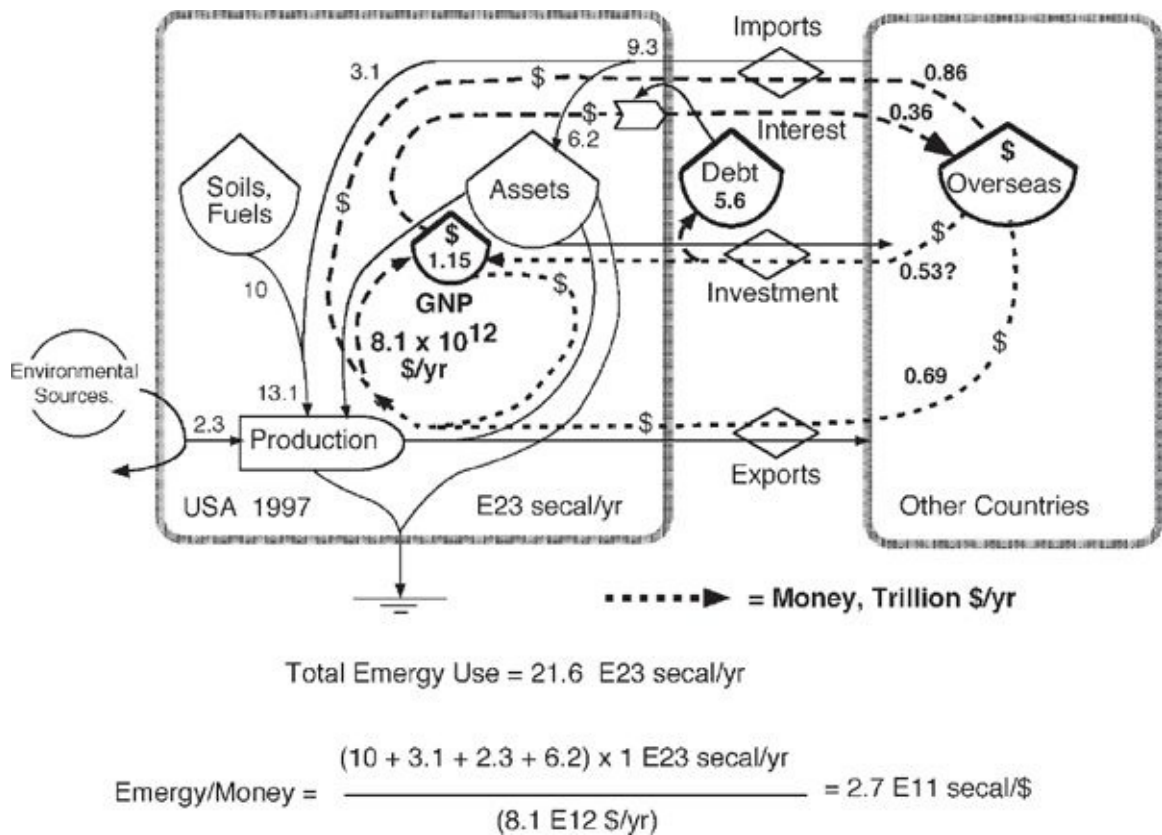 Imports
9.3
3.1
$
0.86
$
0.36
Interest
6.2
$
Soils,
Fuels
Assets
Debt
5.6
$
Overseas
$
$
1.15
$
$
0.53?
10
GNP
Investment
8.1 x 10¹²
$/yr
$
Environmental
Sources.
13.1
0.69
2.3
Production
$
Exports
USA 1997
E23 secal/yr
Other Countries
= Money, Trillion $/yr
Total Emergy Use = 21.6 E23 secal/yr
(10 + 3.1 + 2.3 + 6.2) x 1 E23 secal/yr
Emergy/Money =
= 2.7 E11 secal/$
(8.1 E12 $/yr)